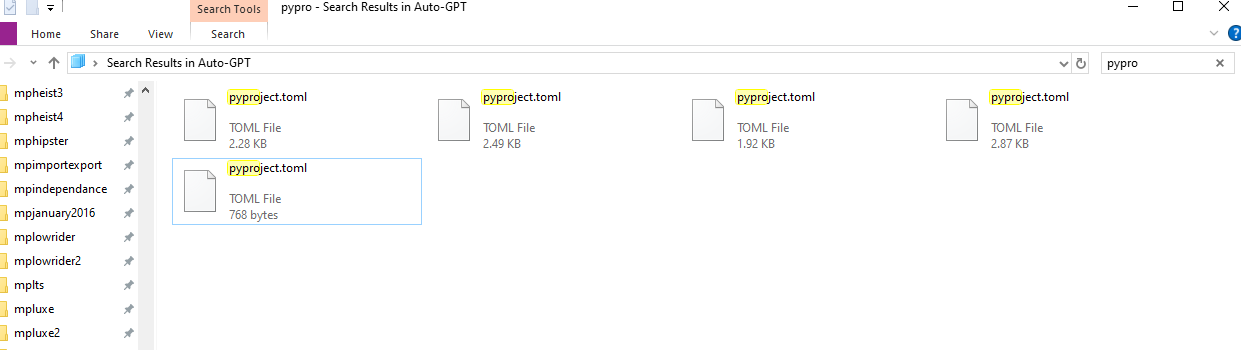 Search Tools
pypro - Search Results in Auto-GPT
Home
Share
View
Search
Search Results in Auto-GPT
pypro
mpheist3
mpheist4
mphipster
mpimportexport
mpindependance
mpjanuary2016
mplowrider
mplowrider2
mplts
mpluxe
mpluxe2
pyproject.toml
TOML File
2.28 KB
pyproject.toml
TOML File
2.49 KB
pyproject.toml
TOML File
1.92 KB
pyproject.toml
TOML File
2.87 KB
pyproject.toml
TOML File
768 bytes